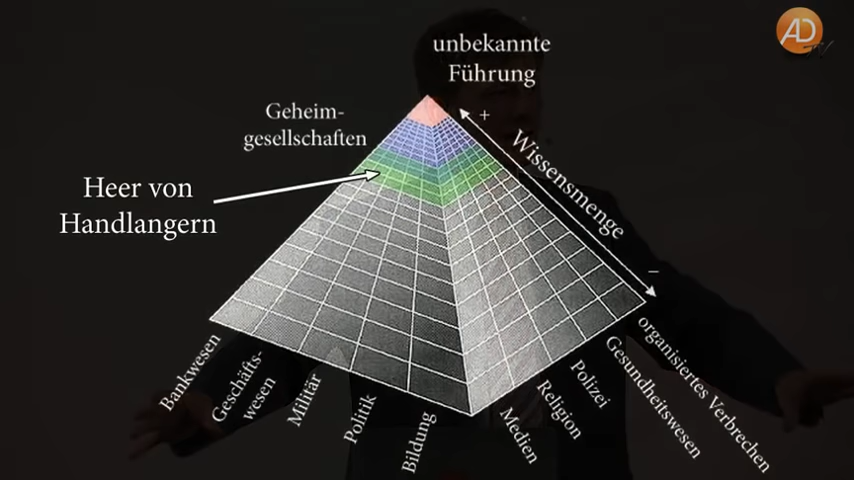 AD
TV
unbekannte
Führung
Geheim-
gesellschaften
+
Wissensmenge
–
Heer von
Handlangern
Bankwesen
Geschäfts-
wesen
Militär
Politik
Bildung
Medien
Religion
Polizei
Gesundheitswesen
organisiertes Verbrechen